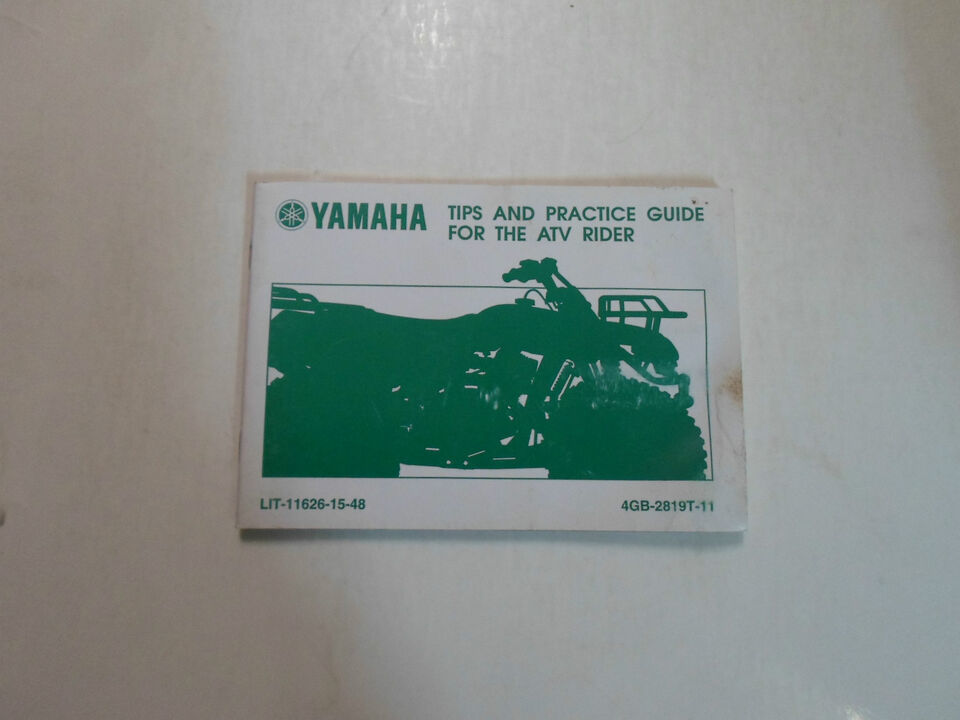 YAMAHA
TIPS AND PRACTICE GUIDE
FOR THE ATV RIDER
LIT-11626-15-48
4GB-2819T-11